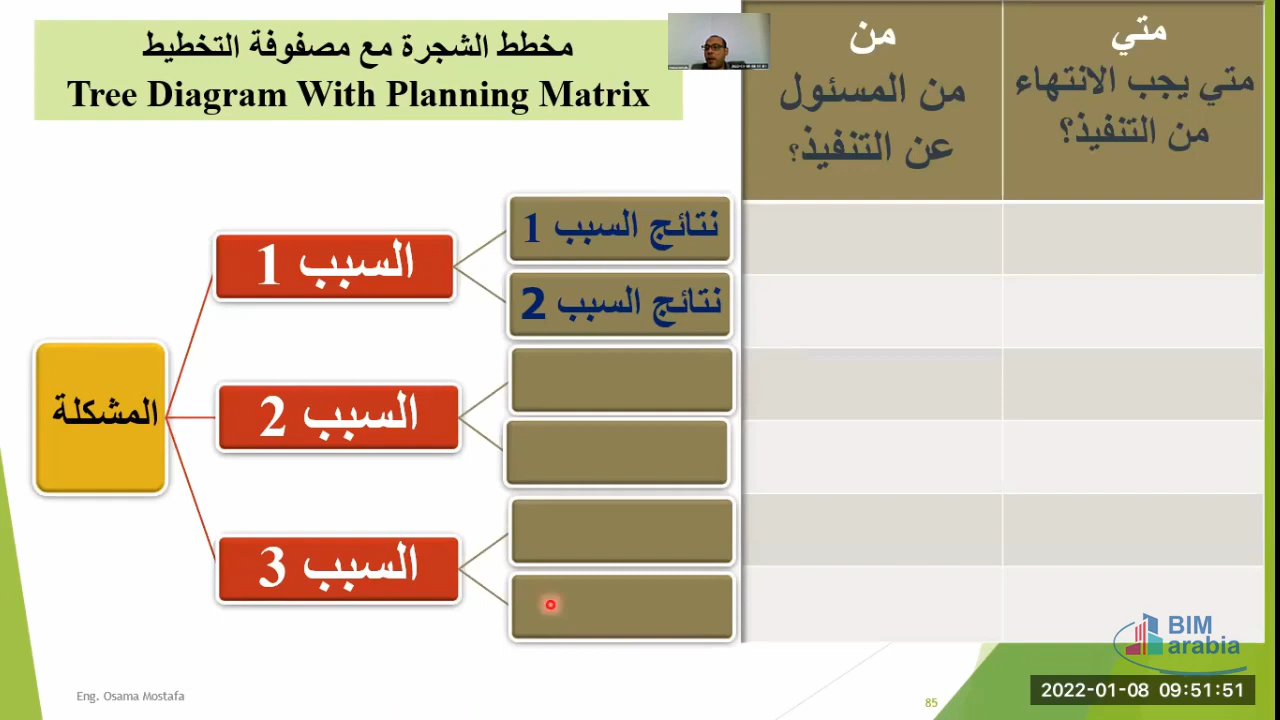 مخطط الشجرة مع مصفوفة التخطيط
Tree Diagram With Planning Matrix
من
من المسئول
عن التنفيذ؟
متي
متي يجب الانتهاء
من التنفيذ؟
المشكلة
السبب 1
نتائج السبب 1
نتائج السبب 2
السبب 2
السبب 3
BIM
arabia
Eng. Osama Mostafa
85
2022-01-08 09:51:51